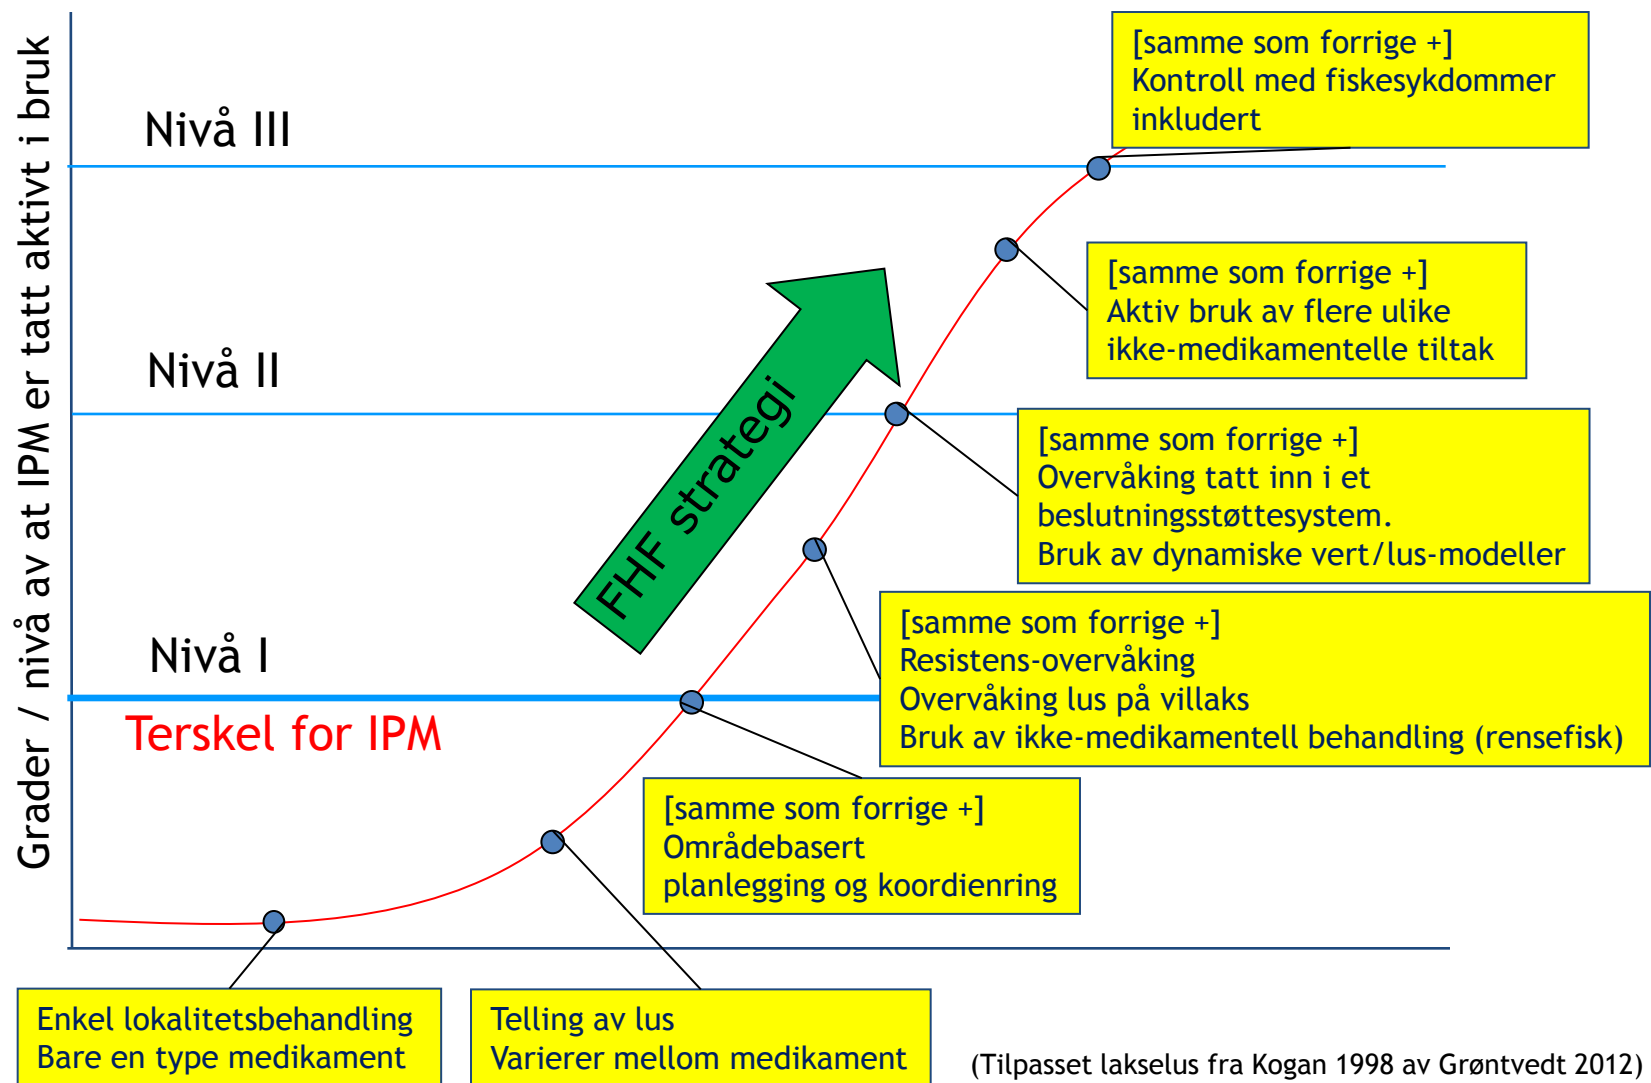 Grader / nivå av at IPM er tatt aktivt i bruk
[samme som forrige +]
Kontroll med fiskesykdommer
inkludert
Nivå III
[samme som forrige +]
Aktiv bruk av flere ulike
ikke-medikamentelle tiltak
Nivå II
[samme som forrige +]
Overvåking tatt inn i et
beslutningsstøttesystem.
Bruk av dynamiske vert/lus-modeller
FHF strategi
[samme som forrige +]
Resistens-overvåking
Overvåking lus på villaks
Bruk av ikke-medikamentell behandling (rensefisk)
Nivå I
Terskel for IPM
[samme som forrige +]
Områdebasert
planlegging og koordienring
Enkel lokalitetsbehandling
Bare en type medikament
Telling av lus
Varierer mellom medikament
(Tilpasset lakselus fra Kogan 1998 av Grøntvedt 2012)